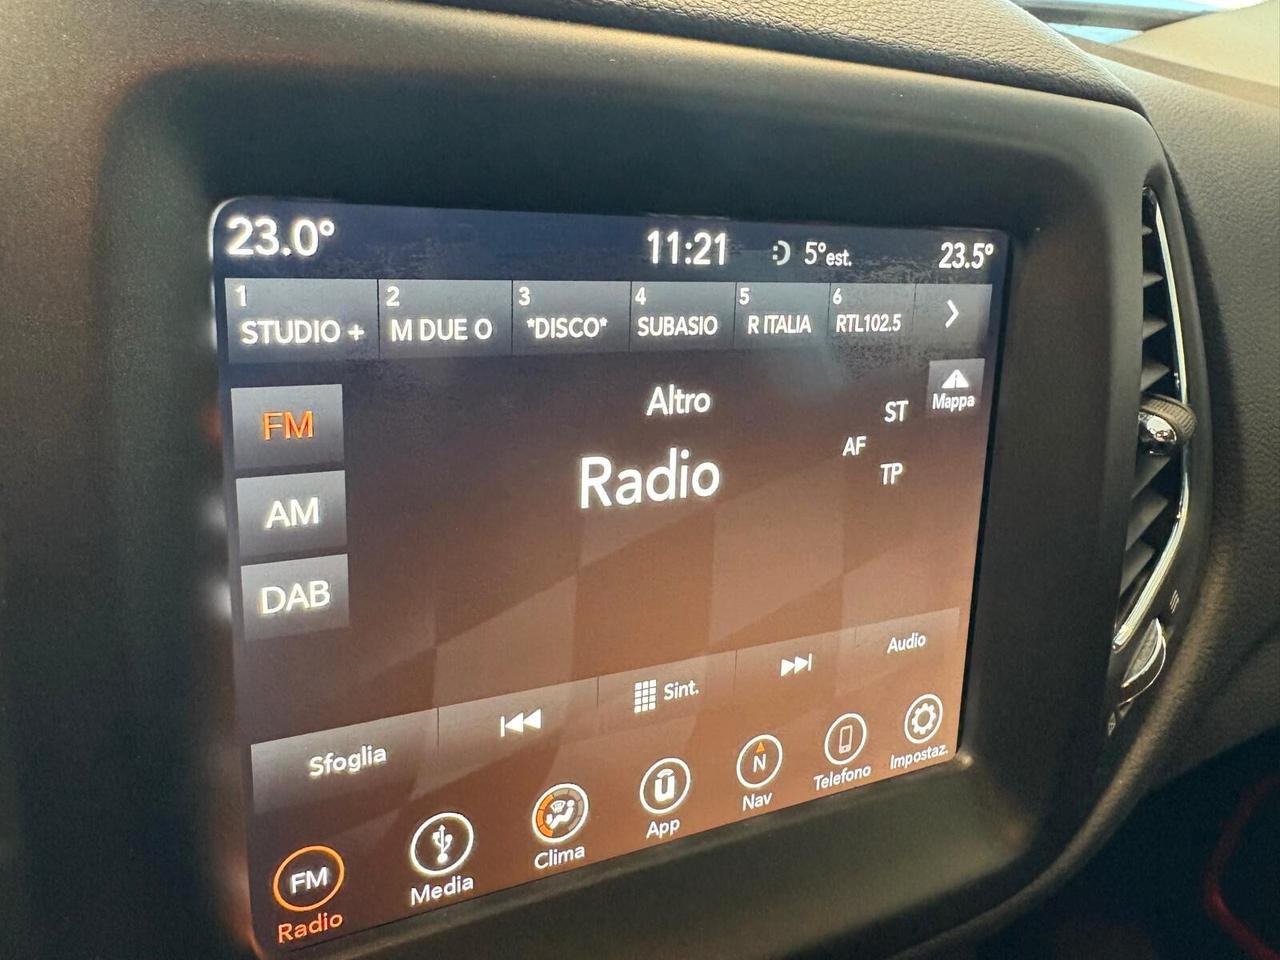 23.0° 11:21 5°est. 23.5°
1 2 3 4 5 6
STUDIO + M DUE O *DISCO* SUBASIO R ITALIA RTL102.5
Mappa
Altro
ST
FM
AF
Radio
TP
AM
DAB
Audio
Sint.
Sfoglia
N
Impostaz.
Telefono
Nav
App
Clima
FM
Media
Radio